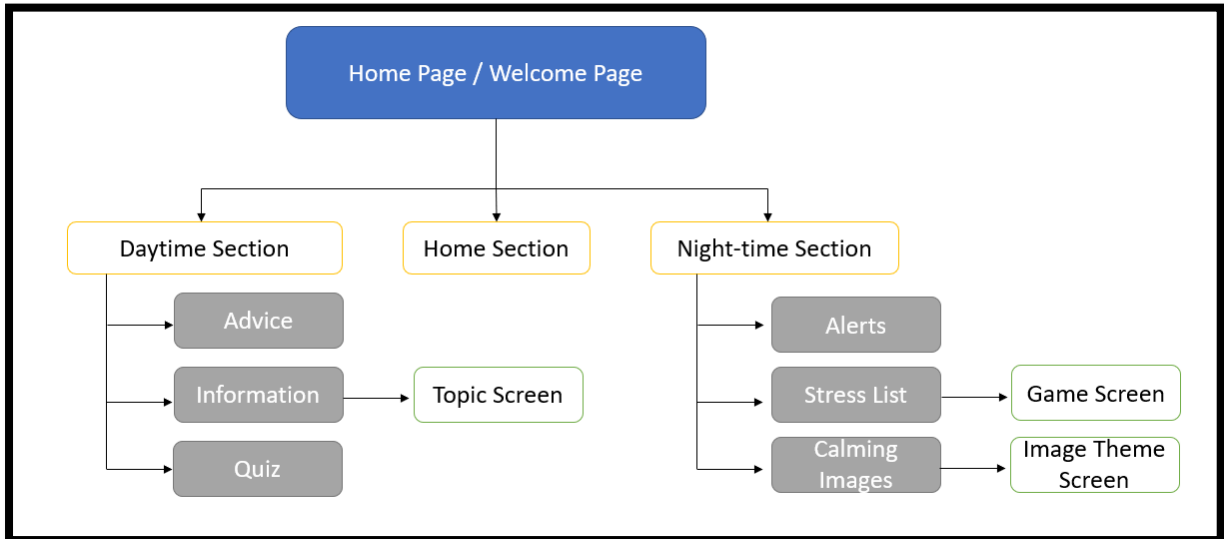 Home Page / Welcome Page
Daytime Section
Home Section
Night-time Section
Advice
Alerts
Information
Topic Screen
Stress List
Game Screen
Quiz
Calming
Images
Image Theme
Screen